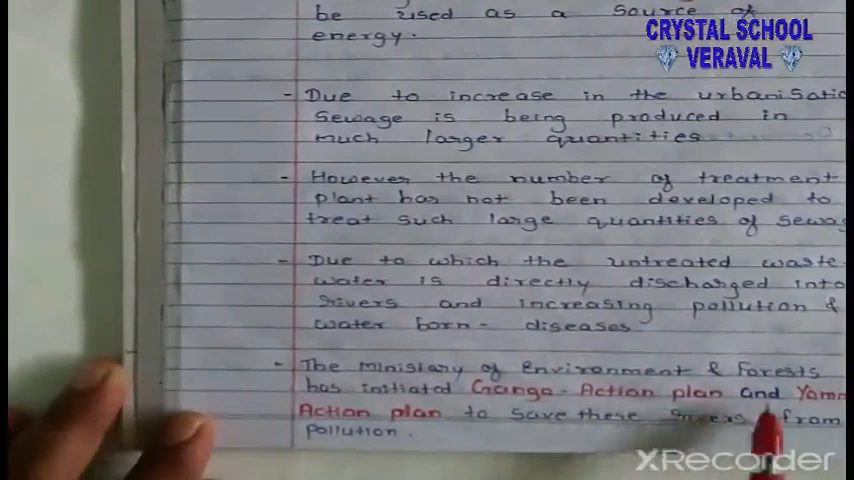 be used as a source of
energy.
CRYSTAL SCHOOL
VERAVAL
- Due to increase in the urbanisatio
Sewage is being produced in
much larger quantities
- However the number of treatment
plant has not been developed to
treat such large quantities of sewag
- Due to which the untreated waste-
water is directly discharged into
rivers and increasing pollution &
water born- diseases
- The Ministary of Environment & Forests
has initiated Ganga - Action plan and Yamn
Action plan to save these rivers from
pollution.
XRecorder